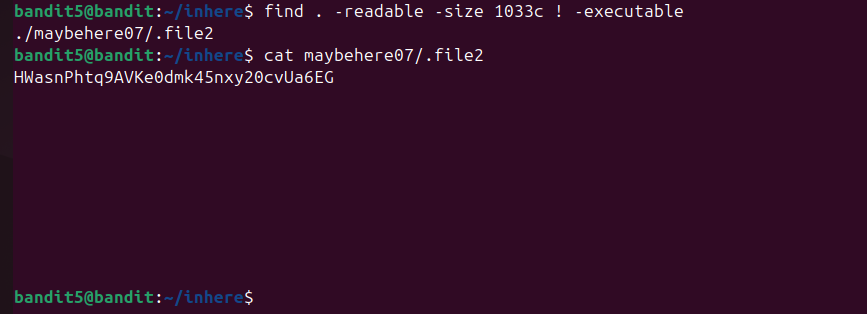 bandit5@bandit:~/inhere$ find . -readable -size 1033c ! -executable
./maybehere07/.file2
bandit5@bandit:~/inhere$ cat maybehere07/.file2
HWasnPhtq9AVKe0dmk45nxy20cvUa6EG
bandit5@bandit:~/inhere$